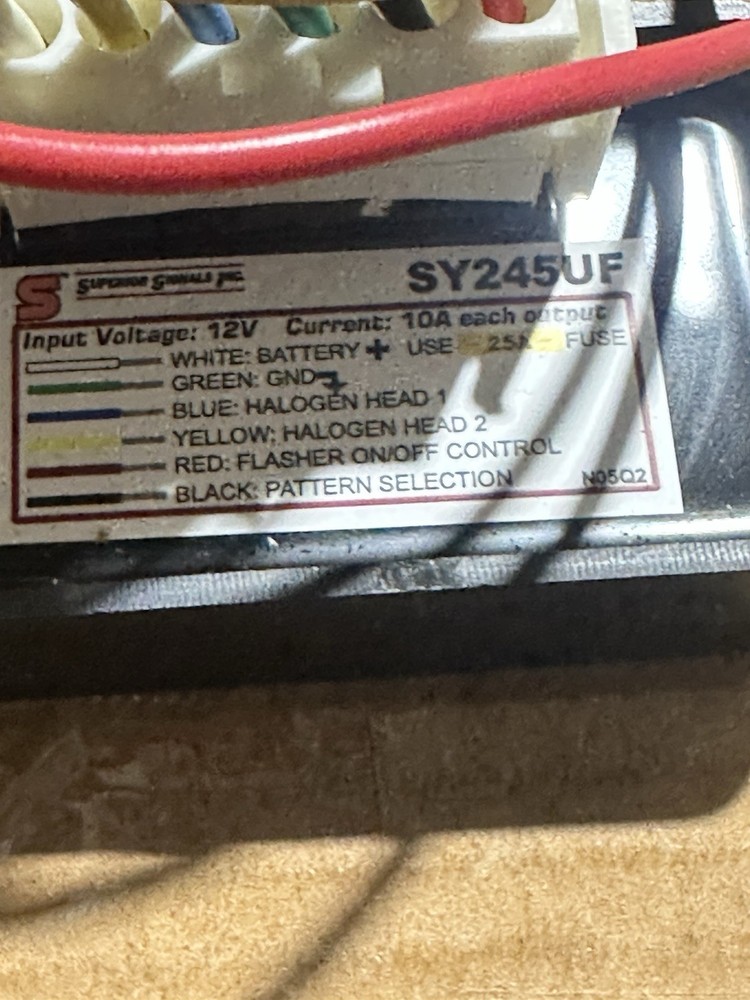 S SUPERIOR SIGNALS INC. SY245UF
Input Voltage: 12V Current: 10A each output
WHITE: BATTERY + USE 25A FUSE
GREEN: GND
BLUE: HALOGEN HEAD 1
YELLOW: HALOGEN HEAD 2
RED: FLASHER ON/OFF CONTROL
BLACK: PATTERN SELECTION N05Q2